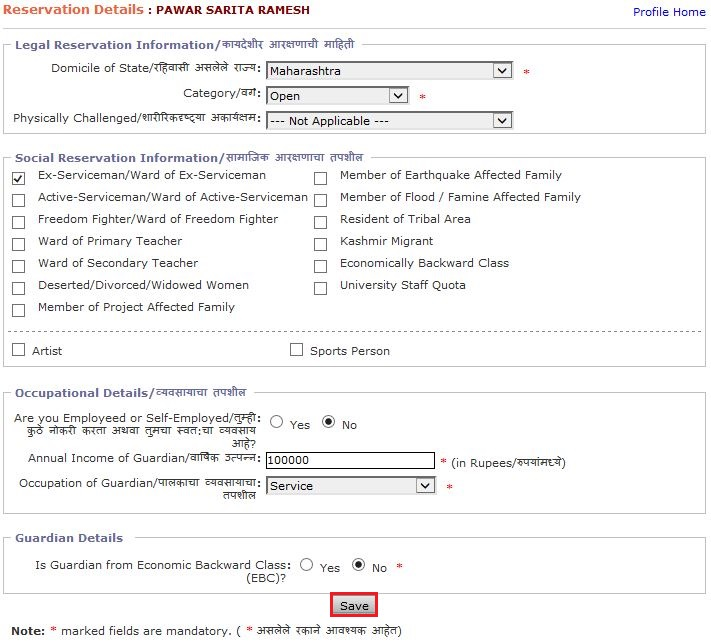 Reservation Details : PAWAR SARITA RAMESH
Profile Home
Legal Reservation Information/कायदेशीर आरक्षणाची माहिती
Domicile of State/रहिवासी असलेले राज्य: Maharashtra *
Category/वर्ग: Open *
Physically Challenged/शारीरिकदृष्ट्या अकार्यक्षम: --- Not Applicable ---
Social Reservation Information/सामाजिक आरक्षणाचा तपशील
Ex-Serviceman/Ward of Ex-Serviceman Member of Earthquake Affected Family
Active-Serviceman/Ward of Active-Serviceman Member of Flood / Famine Affected Family
Freedom Fighter/Ward of Freedom Fighter Resident of Tribal Area
Ward of Primary Teacher Kashmir Migrant
Ward of Secondary Teacher Economically Backward Class
Deserted/Divorced/Widowed Women University Staff Quota
Member of Project Affected Family
Artist Sports Person
Occupational Details/व्यवसायाचा तपशील
Are you Employeed or Self-Employed/तुम्ही
कुठे नोकरी करता अथवा तुमचा स्वत:चा व्यवसाय Yes No
आहे?
Annual Income of Guardian/वार्षिक उत्पन्न: 100000 * (in Rupees/रुपयांमध्ये)
Occupation of Guardian/पालकाचा व्यवसायाचा Service *
तपशील
Guardian Details
Is Guardian from Economic Backward Class: Yes No *
(EBC)?
Save
Note: * marked fields are mandatory. ( * असलेले रकाने आवश्यक आहेत)